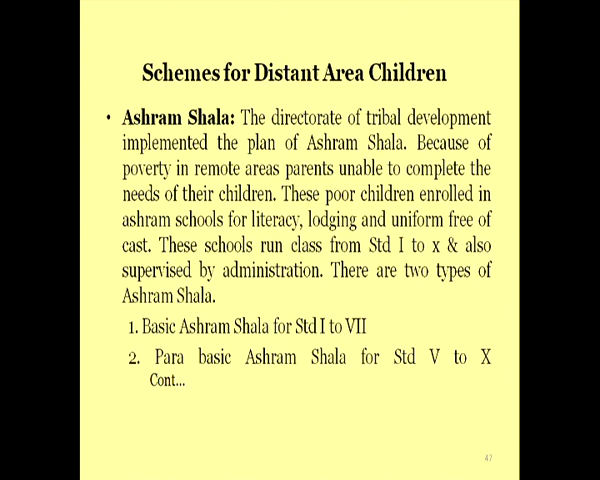 Schemes for Distant Area Children
• Ashram Shala: The directorate of tribal development
implemented the plan of Ashram Shala. Because of
poverty in remote areas parents unable to complete the
needs of their children. These poor children enrolled in
ashram schools for literacy, lodging and uniform free of
cast. These schools run class from Std I to x & also
supervised by administration. There are two types of
Ashram Shala.
1. Basic Ashram Shala for Std I to VII
2. Para basic Ashram Shala for Std V to X
Cont...
47